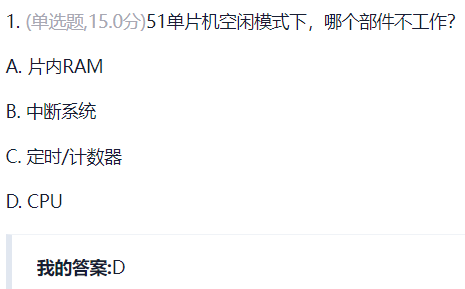 1. (单选题,15.0分)51单片机空闲模式下，哪个部件不工作?
A. 片内RAM
B. 中断系统
C. 定时/计数器
D. CPU
我的答案:D